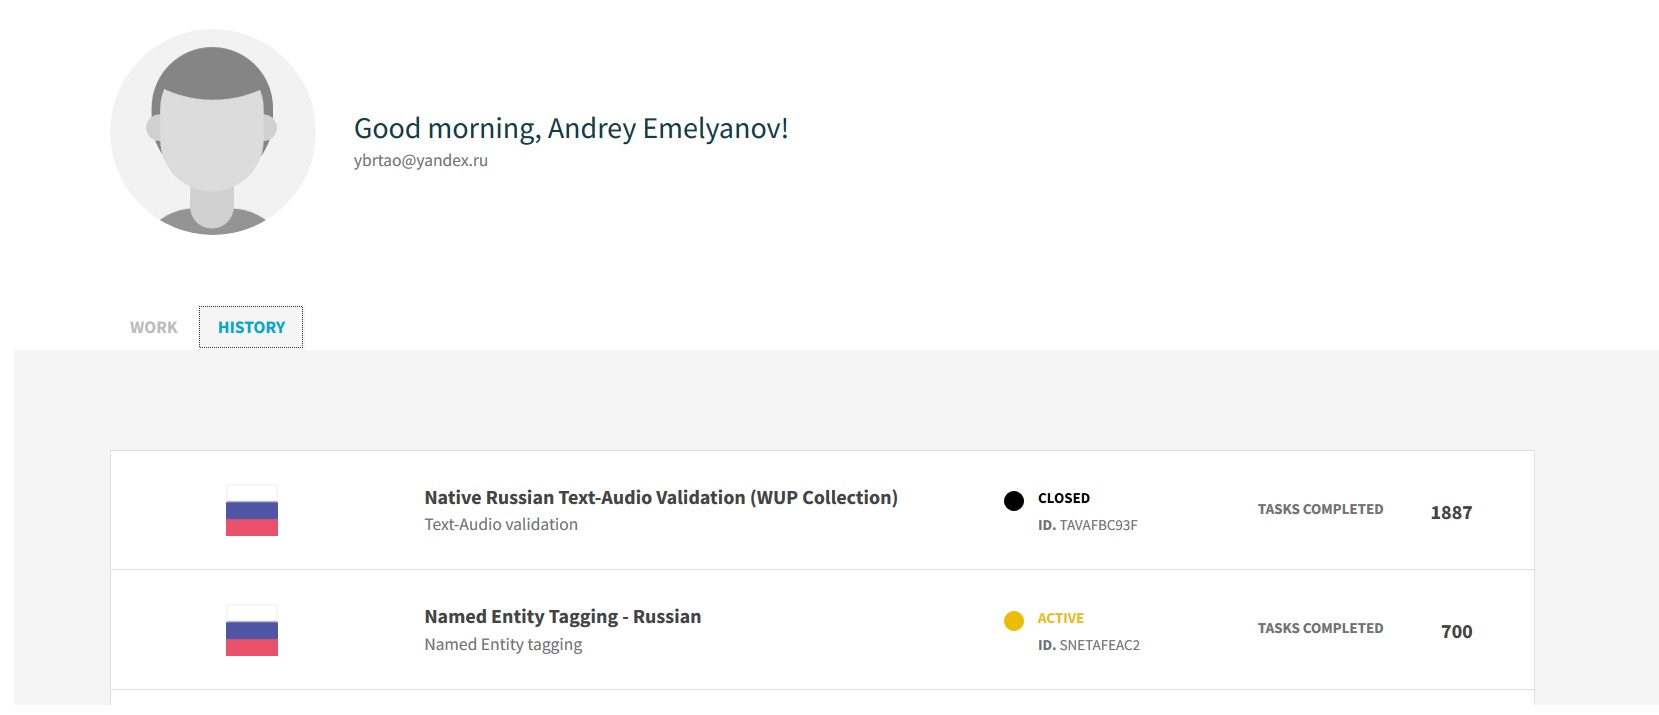 Good morning, Andrey Emelyanov!
ybrtao@yandex.ru
WORK HISTORY
Native Russian Text-Audio Validation (WUP Collection)
Text-Audio validation
CLOSED
ID. TAVAFBC93F
TASKS COMPLETED 1887
Named Entity Tagging - Russian
Named Entity tagging
ACTIVE
ID. SNETAFEAC2
TASKS COMPLETED 700